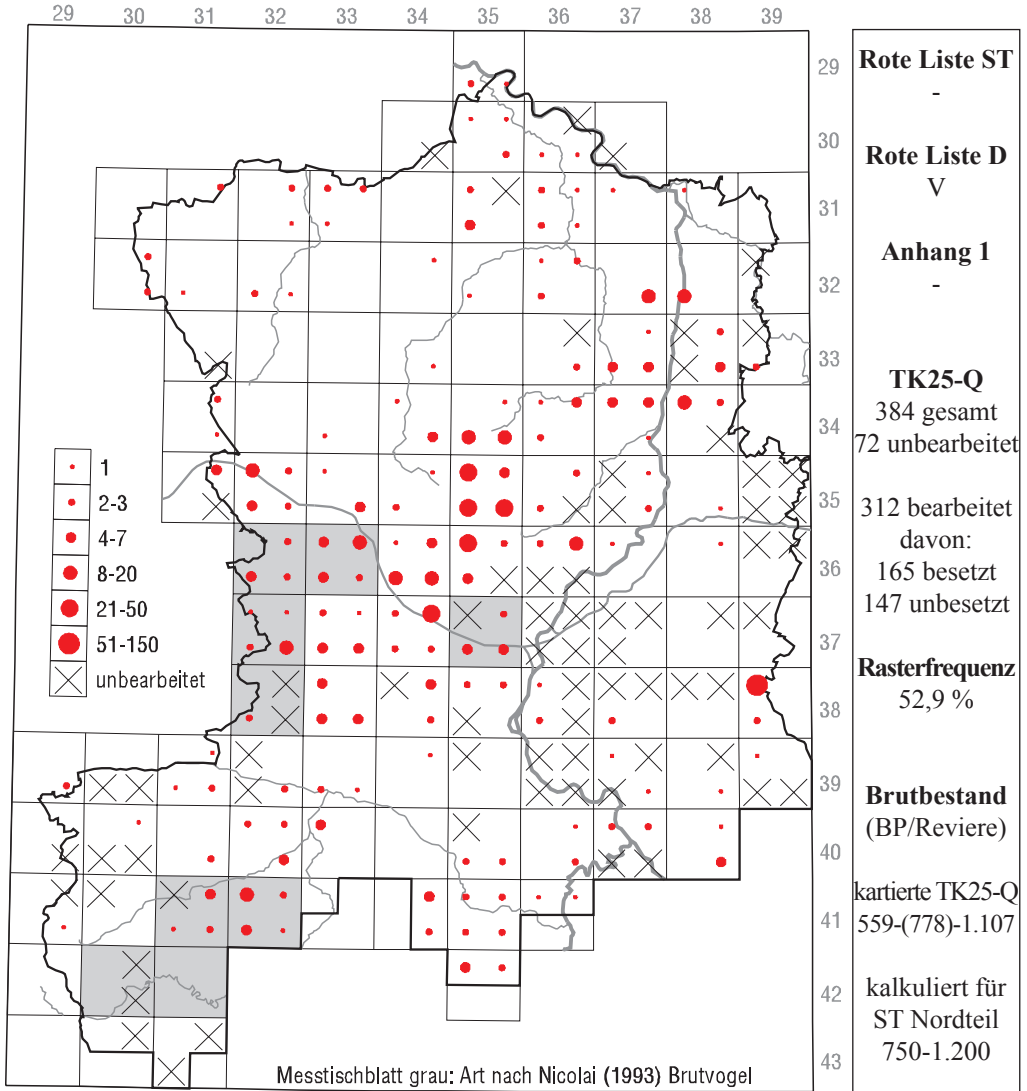 30 31 32 33 34 35 36 37 38 39
29
30
31
32
33
34
35
36
37
38
39
40
41
42
43
1
2-3
4-7
8-20
21-50
51-150
unbearbeitet
Messtischblatt grau: Art nach Nicolai (1993) Brutvogel
Rote Liste ST
-
Rote Liste D
V
Anhang 1
-
TK25-Q
384 gesamt
72 unbearbeitet
312 bearbeitet
davon:
165 besetzt
147 unbesetzt
Rasterfrequenz
52,9 %
Brutbestand
(BP/Reviere)
kartierte TK25-Q
559-(778)-1.107
kalkuliert für
ST Nordteil
750-1.200